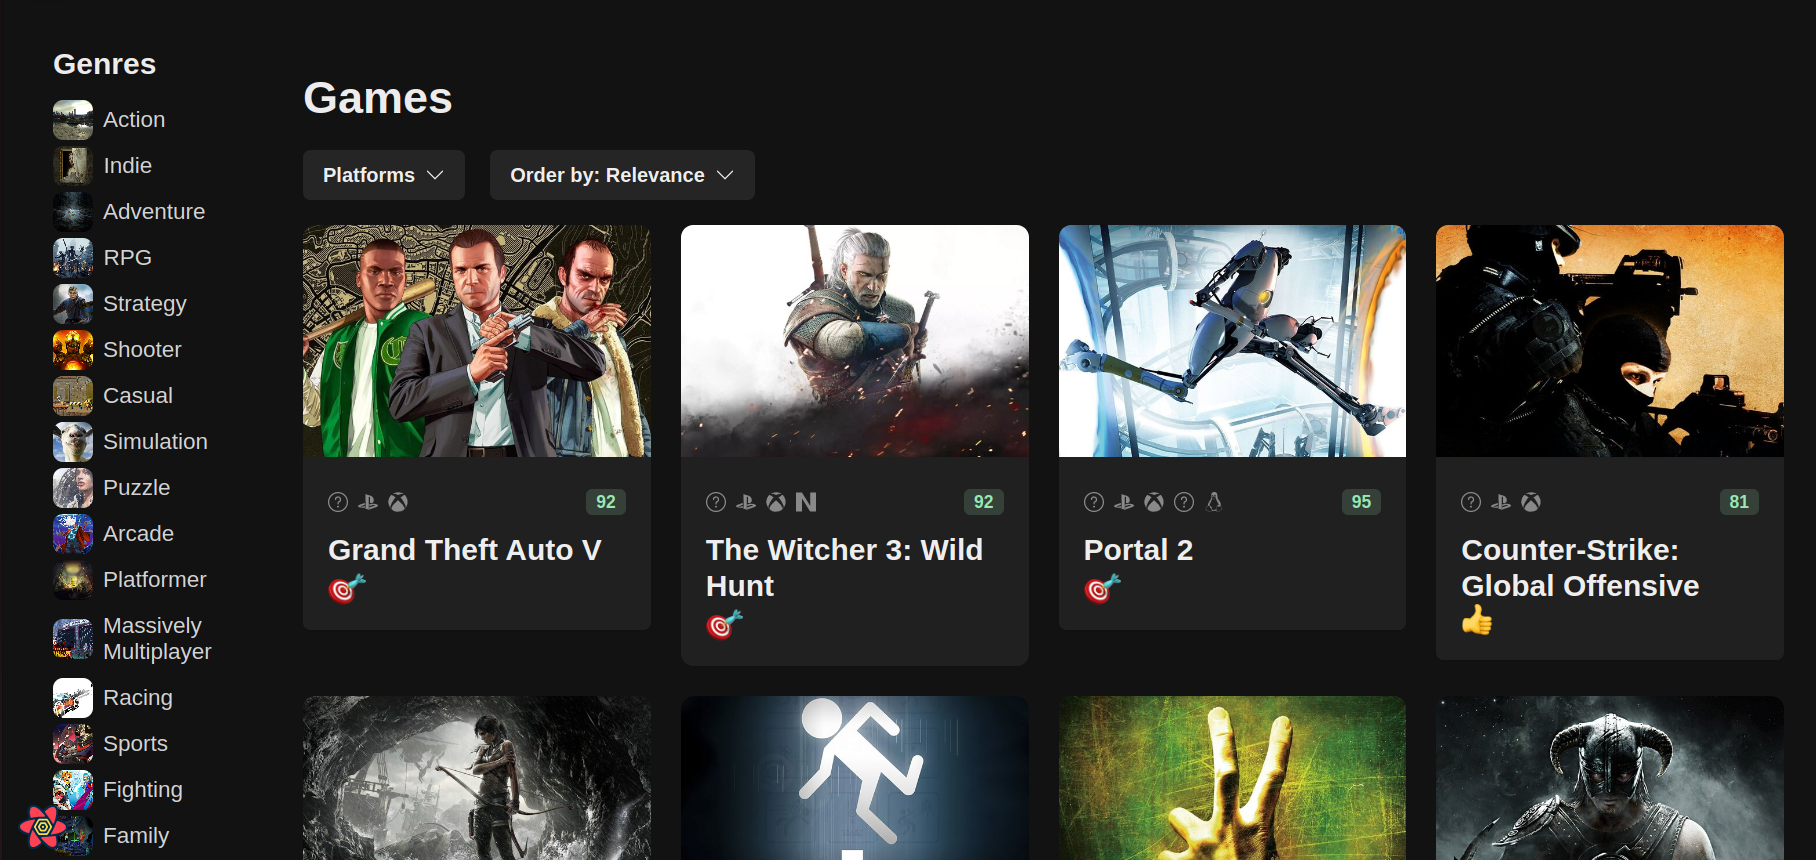 Genres
Action
Indie
Adventure
RPG
Strategy
Shooter
Casual
Simulation
Puzzle
Arcade
Platformer
Massively
Multiplayer
Racing
Sports
Fighting
Family
Games
Platforms
Order by: Relevance
92
Grand Theft Auto V
92
The Witcher 3: Wild
Hunt
95
Portal 2
81
Counter-Strike:
Global Offensive